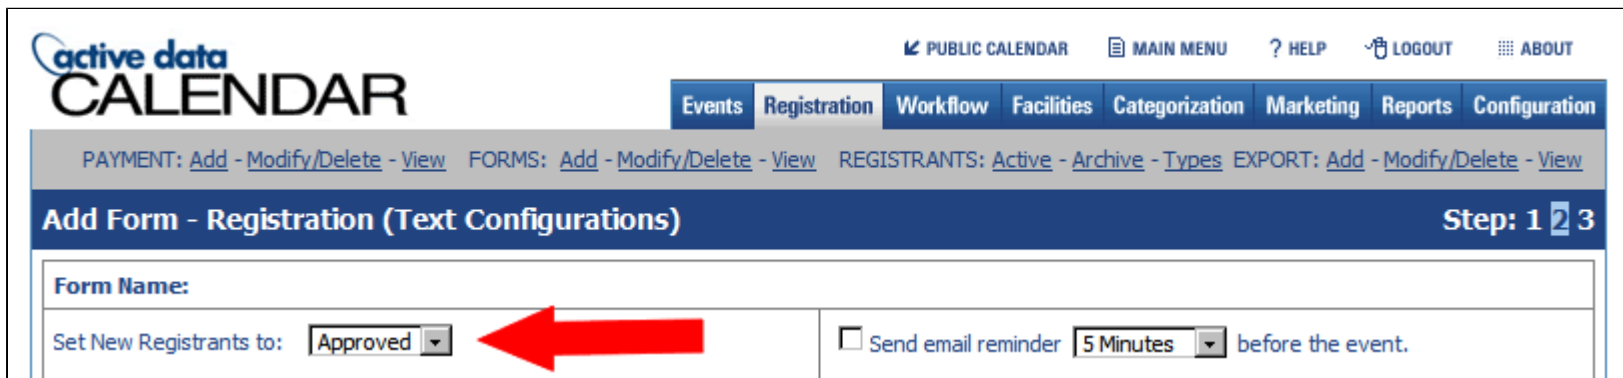 active data
CALENDAR
PUBLIC CALENDAR MAIN MENU ? HELP LOGOUT ABOUT
Events Registration Workflow Facilities Categorization Marketing Reports Configuration
PAYMENT: Add - Modify/Delete - View FORMS: Add - Modify/Delete - View REGISTRANTS: Active - Archive - Types EXPORT: Add - Modify/Delete - View
Add Form - Registration (Text Configurations) Step: 1 2 3
Form Name:
Set New Registrants to: Approved Send email reminder 5 Minutes before the event.